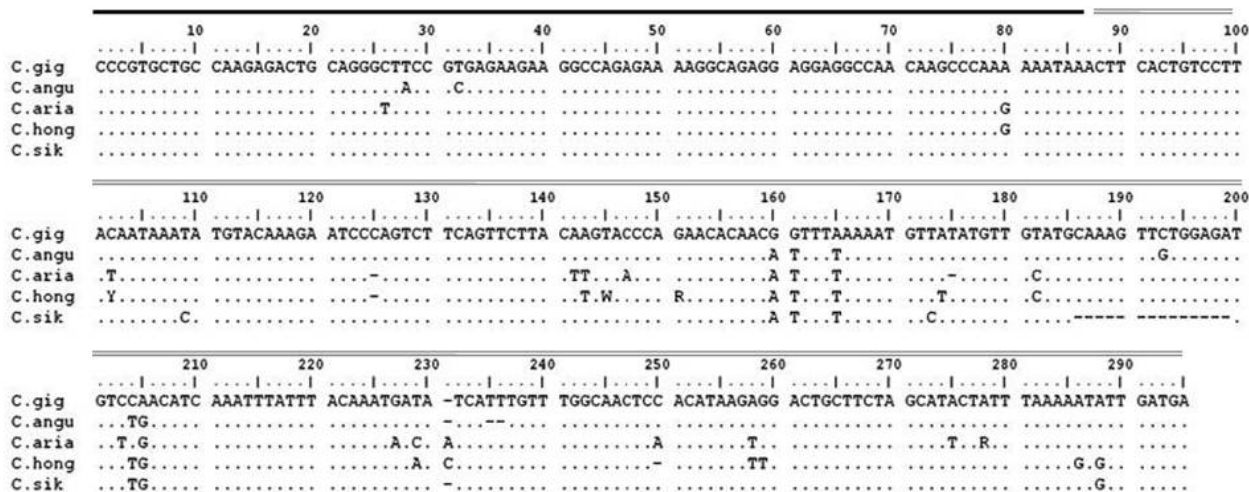 10 20 30 40 50 60 70 80 90 100
....|....| ....|....| ....|....| ....|....| ....|....| ....|....| ....|....| ....|....| ....|....| ....|....|
C.gig CCCGTGCTGC CAAGAGACTG CAGGGCTTCC GTGAGAAGAA GGCCAGAGAA AAGGCAGAGG AGGAGGCCAA CAAGCCCAAA AAATAAACTT CACTGTCCTT
C.angu .......... .......... .......A.. .C........ .......... .......... .......... .......... .......... ..........
C.aria .......... .......... .....T.... .......... .......... .......... .......... .........G .......... ..........
C.hong .......... .......... .......... .......... .......... .......... .......... .........G .......... ..........
C.sik .......... .......... .......... .......... .......... .......... .......... .......... .......... ..........
110 120 130 140 150 160 170 180 190 200
....|....| ....|....| ....|....| ....|....| ....|....| ....|....| ....|....| ....|....| ....|....| ....|....|
C.gig ACAATAAATA TGTACAAAGA ATCCCAGTCT TCAGTTCTTA CAAGTACCCA GAACACAACG GTTTAAAAAT GTTATATGTT GTATGCAAAG TTCTGGAGAT
C.angu .......... .......... .......... .......... .......... .........A .T...T.... .......... .......... ...G......
C.aria .T........ .......... ....-..... .......... ..TT...A.. .........A .T...T.... .....-.... ..C....... ..........
C.hong .Y........ .......... ....-..... .......... ...T.W.... .R.......A .T...T.... ....T..... ..C....... ..........
C.sik ........C. .......... .......... .......... .......... .........A .T...T.... ...C...... .....----- ---------.
210 220 230 240 250 260 270 280 290
....|....| ....|....| ....|....| ....|....| ....|....| ....|....| ....|....| ....|....| ....|....| ....|
C.gig GTCCAACATC AAATTTATTT ACAAATGATA -TCATTTGTT TGGCAACTCC ACATAAGAGG ACTGCTTCTA GCATACTATT TAAAAATATT GATGA
C.angu ...TG..... .......... .......... -...--.... .......... .......... .......... .......... .......... .....
C.aria ..T.G..... .......... ......A.C. A......... .........A .......T.. .......... .....T..R. .......... .....
C.hong ...TG..... .......... ........A. C......... .........- .......TT. .......... .......... ......G.G. .....
C.sik ...TG..... .......... .......... -......... .......... .......... .......... .......... ........G. .....